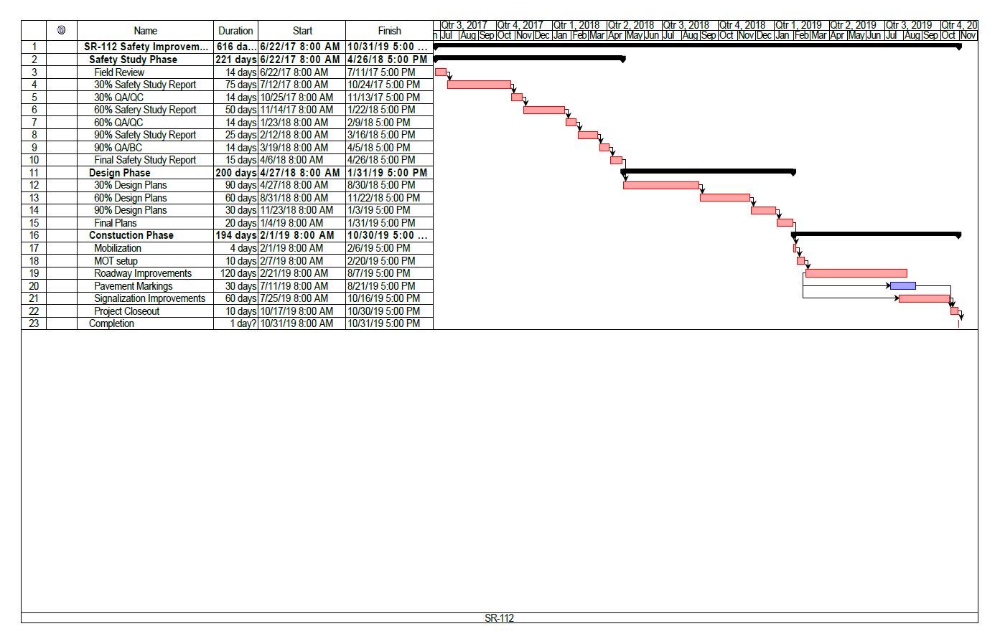 Name Duration Start Finish Qtr 3, 2017 Qtr 4, 2017 Qtr 1, 2018 Qtr 2, 2018 Qtr 3, 2018 Qtr 4, 2018 Qtr 1, 2019 Qtr 2, 2019 Qtr 3, 2019 Qtr 4, 20
n Jul Aug Sep Oct Nov Dec Jan Feb Mar Apr May Jun Jul Aug Sep Oct Nov Dec Jan Feb Mar Apr May Jun Jul Aug Sep Oct Nov
1 SR-112 Safety Improvem... 616 da... 6/22/17 8:00 AM 10/31/19 5:00 ...
2 Safety Study Phase 221 days 6/22/17 8:00 AM 4/26/18 5:00 PM
3 Field Review 14 days 6/22/17 8:00 AM 7/11/17 5:00 PM
4 30% Safety Study Report 75 days 7/12/17 8:00 AM 10/24/17 5:00 PM
5 30% QA/QC 14 days 10/25/17 8:00 AM 11/13/17 5:00 PM
6 60% Safery Study Report 50 days 11/14/17 8:00 AM 1/22/18 5:00 PM
7 60% QA/QC 14 days 1/23/18 8:00 AM 2/9/18 5:00 PM
8 90% Safety Study Report 25 days 2/12/18 8:00 AM 3/16/18 5:00 PM
9 90% QA/BC 14 days 3/19/18 8:00 AM 4/5/18 5:00 PM
10 Final Safety Study Report 15 days 4/6/18 8:00 AM 4/26/18 5:00 PM
11 Design Phase 200 days 4/27/18 8:00 AM 1/31/19 5:00 PM
12 30% Design Plans 90 days 4/27/18 8:00 AM 8/30/18 5:00 PM
13 60% Design Plans 60 days 8/31/18 8:00 AM 11/22/18 5:00 PM
14 90% Design Plans 30 days 11/23/18 8:00 AM 1/3/19 5:00 PM
15 Final Plans 20 days 1/4/19 8:00 AM 1/31/19 5:00 PM
16 Constuction Phase 194 days 2/1/19 8:00 AM 10/30/19 5:00 ...
17 Mobilization 4 days 2/1/19 8:00 AM 2/6/19 5:00 PM
18 MOT setup 10 days 2/7/19 8:00 AM 2/20/19 5:00 PM
19 Roadway Improvements 120 days 2/21/19 8:00 AM 8/7/19 5:00 PM
20 Pavement Markings 30 days 7/11/19 8:00 AM 8/21/19 5:00 PM
21 Signalization Improvements 60 days 7/25/19 8:00 AM 10/16/19 5:00 PM
22 Project Closeout 10 days 10/17/19 8:00 AM 10/30/19 5:00 PM
23 Completion 1 day? 10/31/19 8:00 AM 10/31/19 5:00 PM
SR-112